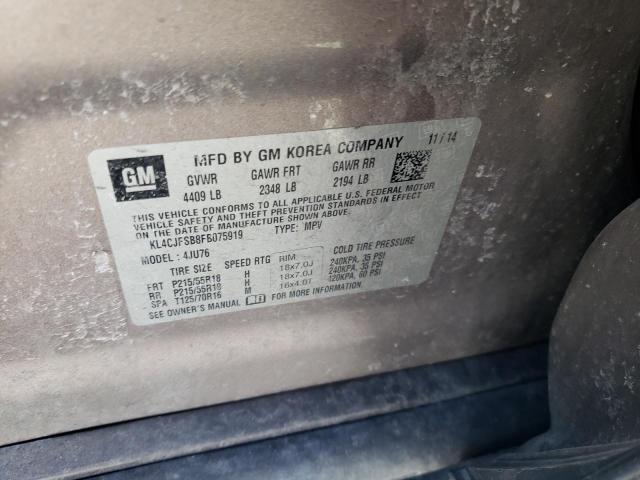 GM
MFD BY GM KOREA COMPANY 11/14
GVWR GAWR FRT GAWR RR
4409 LB 2348 LB 2194 LB
THIS VEHICLE CONFORMS TO ALL APPLICABLE U.S. FEDERAL MOTOR
VEHICLE SAFETY AND THEFT PREVENTION STANDARDS IN EFFECT ON
THE DATE OF MANUFACTURE SHOWN ABOVE.
KL4CJFSB8FB075919 TYPE: MPV
MODEL: 4JU76
TIRE SIZE SPEED RTG RIM COLD TIRE PRESSURE
FRT P215/55R18 H 18x7.0J 240KPA, 35 PSI
RR P215/55R18 H 18x7.0J 240KPA, 35 PSI
SPA T125/70R16 M 16x4.0T 420KPA, 60 PSI
SEE OWNER'S MANUAL FOR MORE INFORMATION.